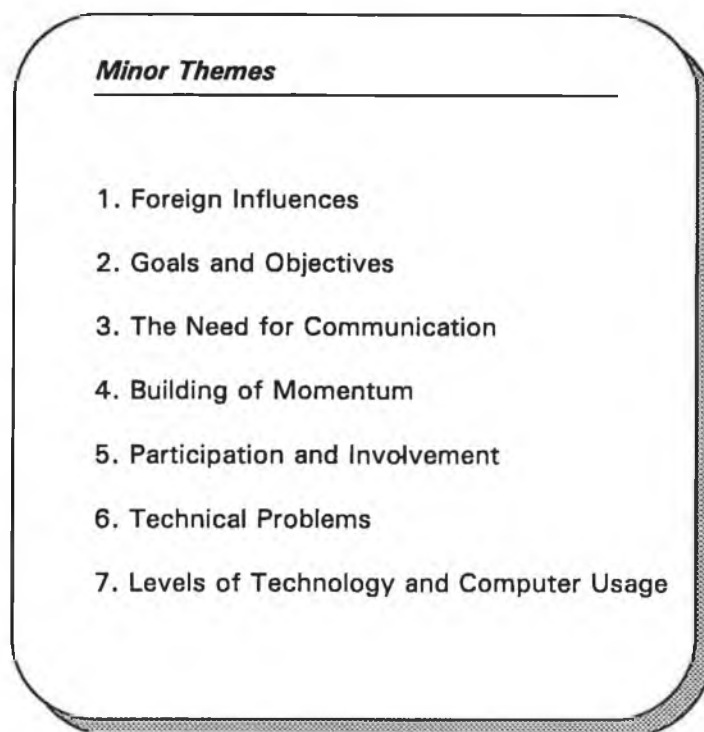 Minor Themes
1. Foreign Influences
2. Goals and Objectives
3. The Need for Communication
4. Building of Momentum
5. Participation and Involvement
6. Technical Problems
7. Levels of Technology and Computer Usage